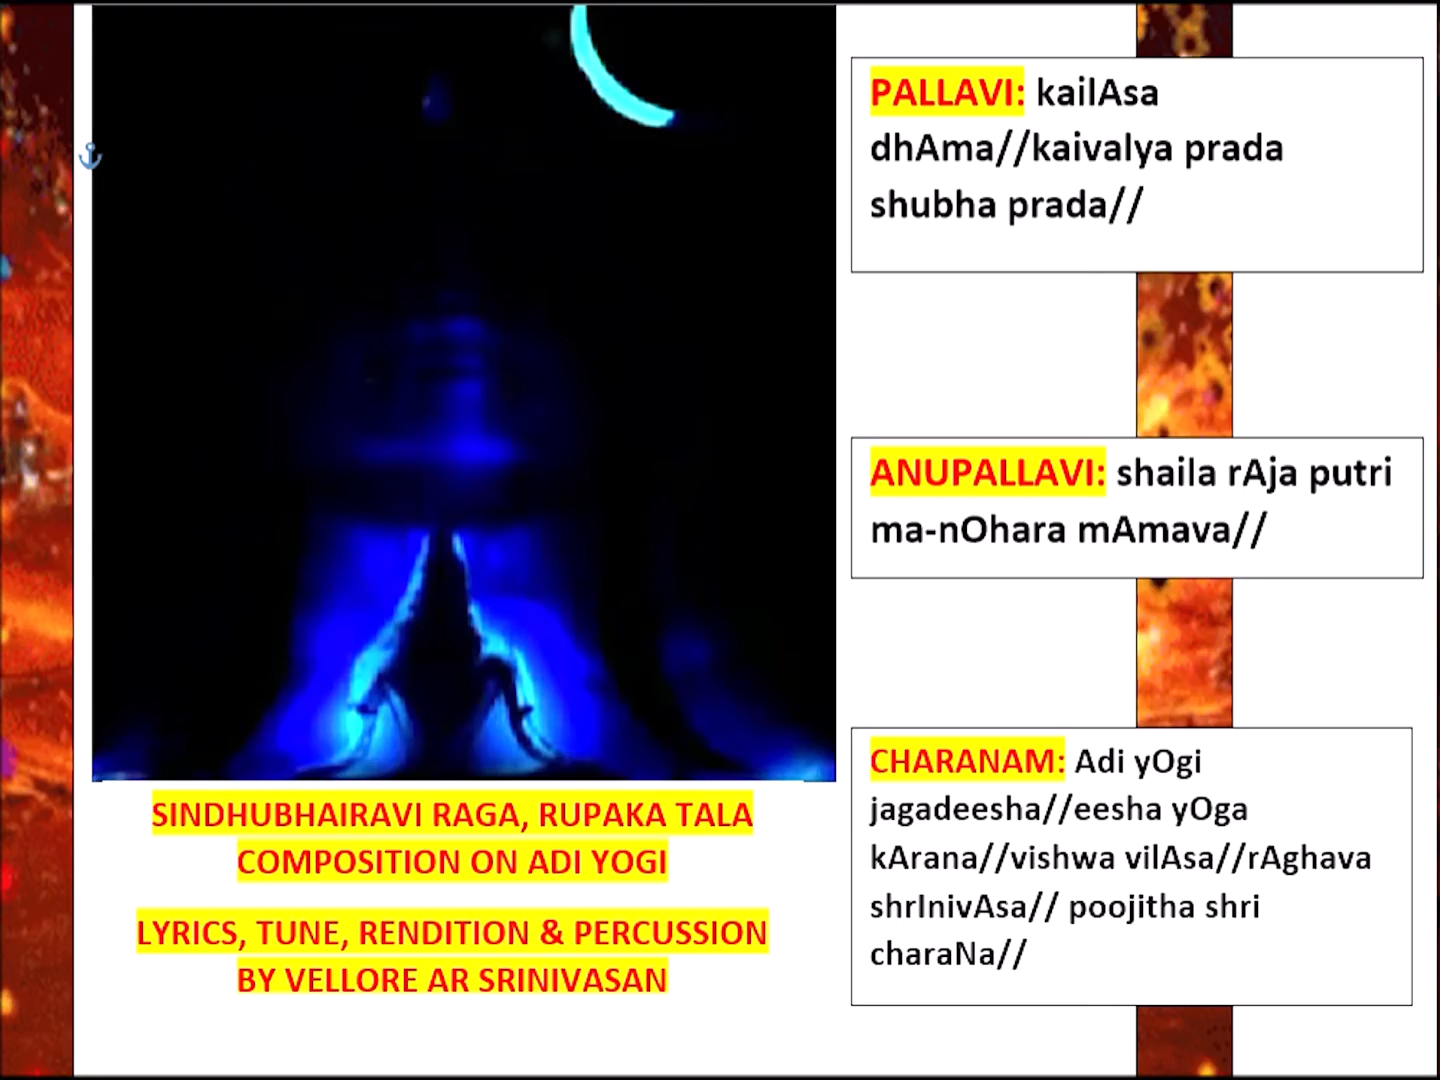 PALLAVI: kailAsa
dhAma//kaivalya prada
shubha prada//
ANUPALLAVI: shaila rAja putri
ma-nOhara mAmava//
CHARANAM: Adi yOgi
jagadeesha//eesha yOga
kArana//vishwa vilAsa//rAghava
shrInivAsa// poojitha shri
charaNa//
SINDHUBHAIRAVI RAGA, RUPAKA TALA
COMPOSITION ON ADI YOGI
LYRICS, TUNE, RENDITION & PERCUSSION
BY VELLORE AR SRINIVASAN